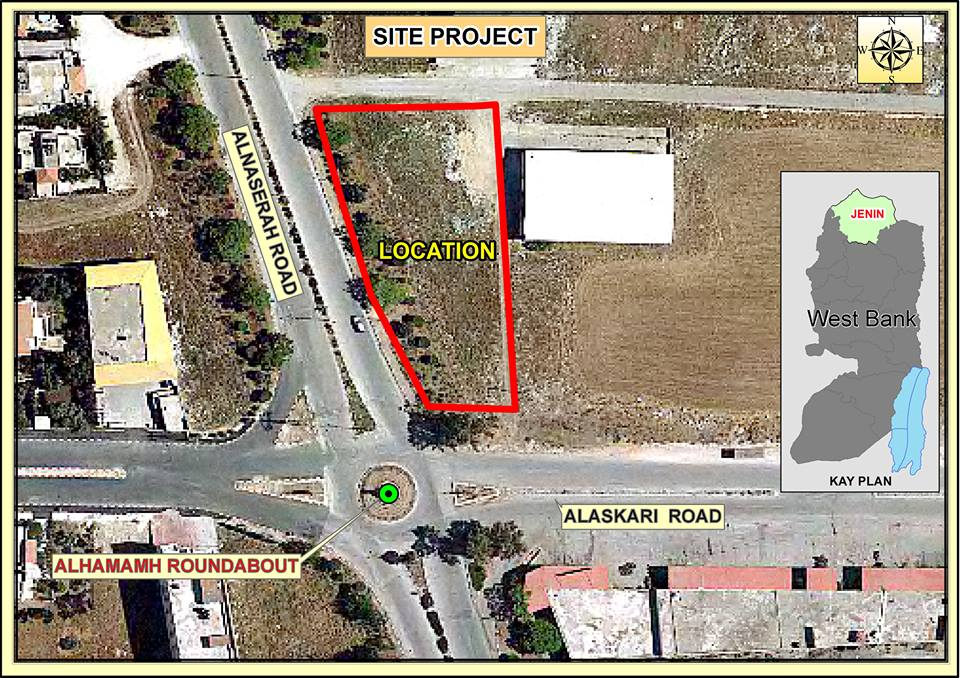 SITE PROJECT
N
W E
S
ALNASERAH ROAD
LOCATION
JENIN
West Bank
KAY PLAN
ALASKARI ROAD
ALHAMAMH ROUNDABOUT